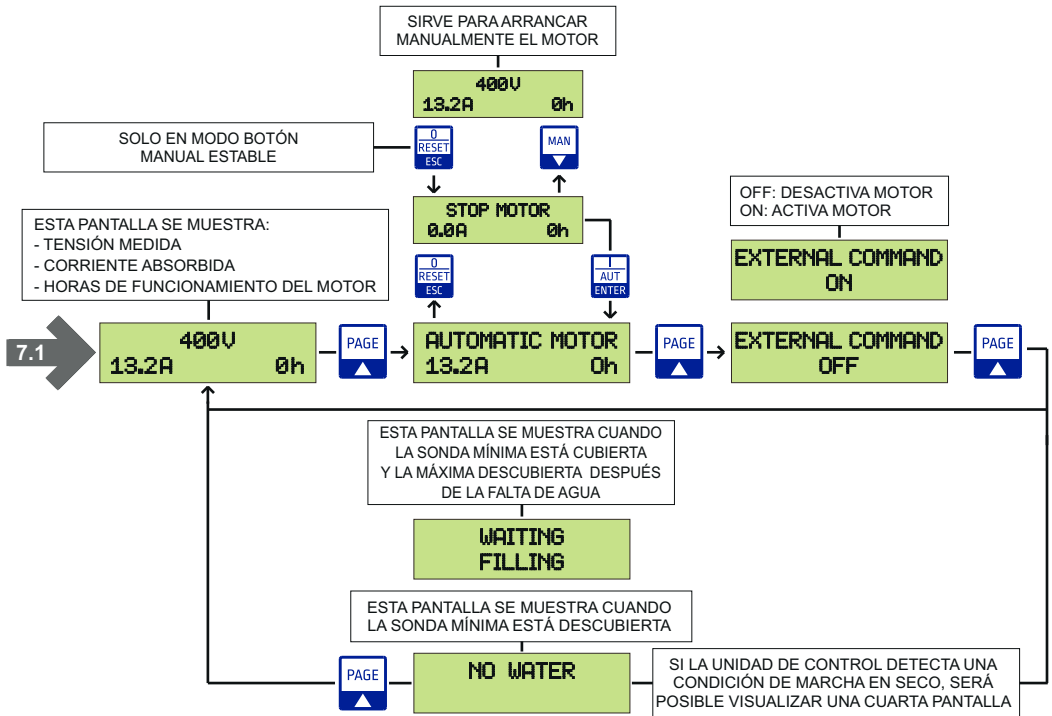 SIRVE PARA ARRANCAR
MANUALMENTE EL MOTOR
400V
13.2A 0h
SOLO EN MODO BOTÓN
MANUAL ESTABLE
0
RESET
ESC
MAN
STOP MOTOR
0.0A 0h
OFF: DESACTIVA MOTOR
ON: ACTIVA MOTOR
ESTA PANTALLA SE MUESTRA:
- TENSIÓN MEDIDA
- CORRIENTE ABSORBIDA
- HORAS DE FUNCIONAMIENTO DEL MOTOR
0
RESET
ESC
I
AUT
ENTER
EXTERNAL COMMAND
ON
7.1
400V
13.2A 0h
PAGE
AUTOMATIC MOTOR
13.2A 0h
PAGE
EXTERNAL COMMAND
OFF
PAGE
ESTA PANTALLA SE MUESTRA CUANDO
LA SONDA MÍNIMA ESTÁ CUBIERTA
Y LA MÁXIMA DESCUBIERTA DESPUÉS
DE LA FALTA DE AGUA
WAITING
FILLING
ESTA PANTALLA SE MUESTRA CUANDO
LA SONDA MÍNIMA ESTÁ DESCUBIERTA
PAGE
NO WATER
SI LA UNIDAD DE CONTROL DETECTA UNA
CONDICIÓN DE MARCHA EN SECO, SERÁ
POSIBLE VISUALIZAR UNA CUARTA PANTALLA